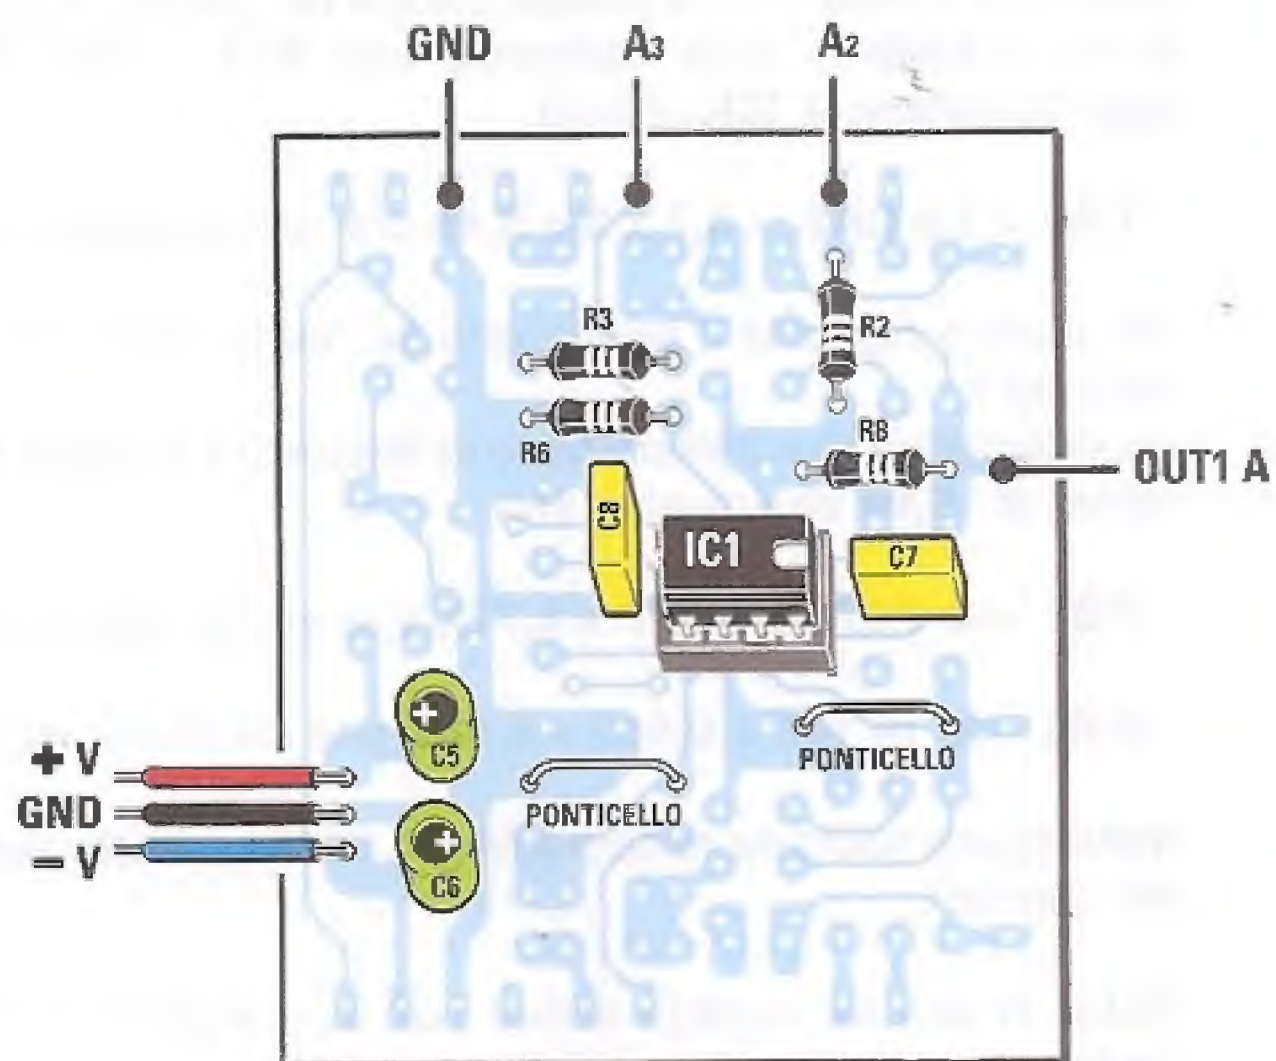 GND A3 A2
R3
R2
R6
R8
OUT1 A
C8
IC1
C7
+ V
GND
− V
+
C5
PONTICELLO
PONTICELLO
+
C6